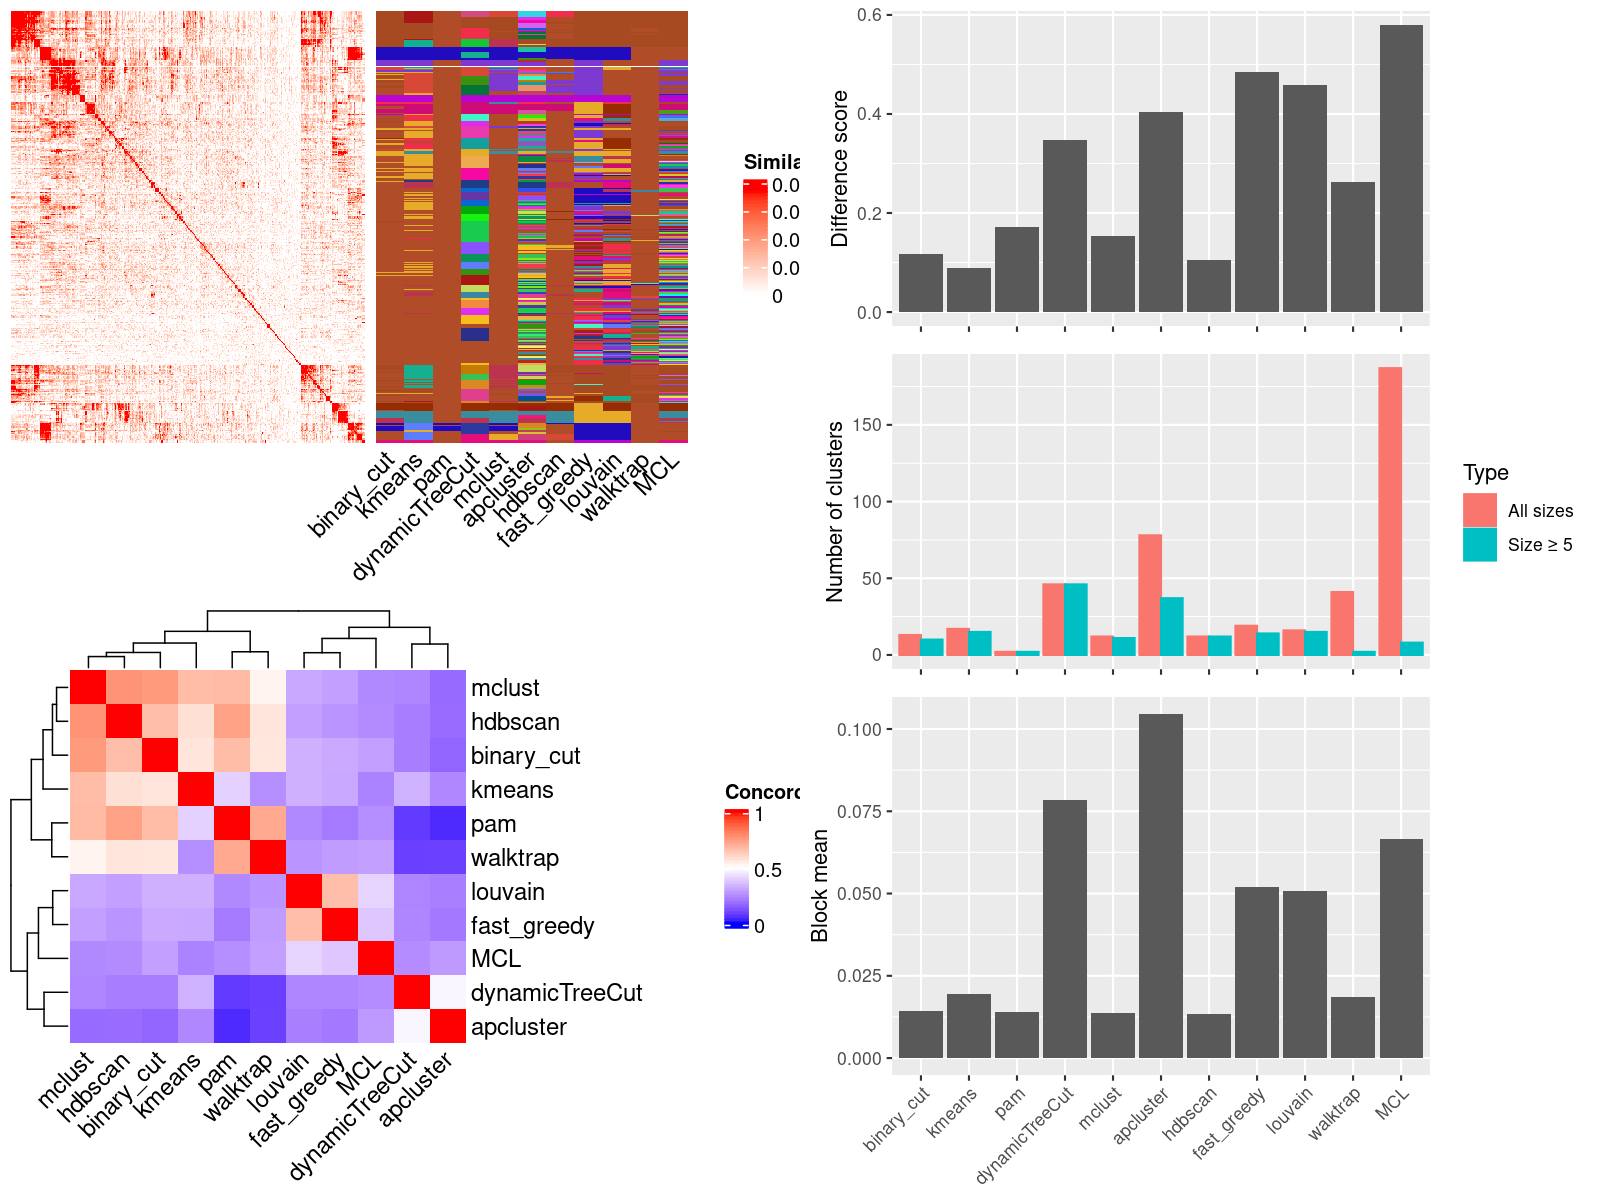 Simila
0.0
0.0
0.0
0.0
0
binary_cut
kmeans
pam
dynamicTreeCut
mclust
apcluster
hdbscan
fast_greedy
louvain
walktrap
MCL
mclust
hdbscan
binary_cut
kmeans
pam
walktrap
louvain
fast_greedy
MCL
dynamicTreeCut
apcluster
mclust
hdbscan
binary_cut
kmeans
pam
walktrap
louvain
fast_greedy
MCL
dynamicTreeCut
apcluster
Concord
1
0.5
0
Difference score
0.6
0.4
0.2
0.0
Number of clusters
150
100
50
0
Type
All sizes
Size ≥ 5
Block mean
0.100
0.075
0.050
0.025
0.000
binary_cut
kmeans
pam
dynamicTreeCut
mclust
apcluster
hdbscan
fast_greedy
louvain
walktrap
MCL